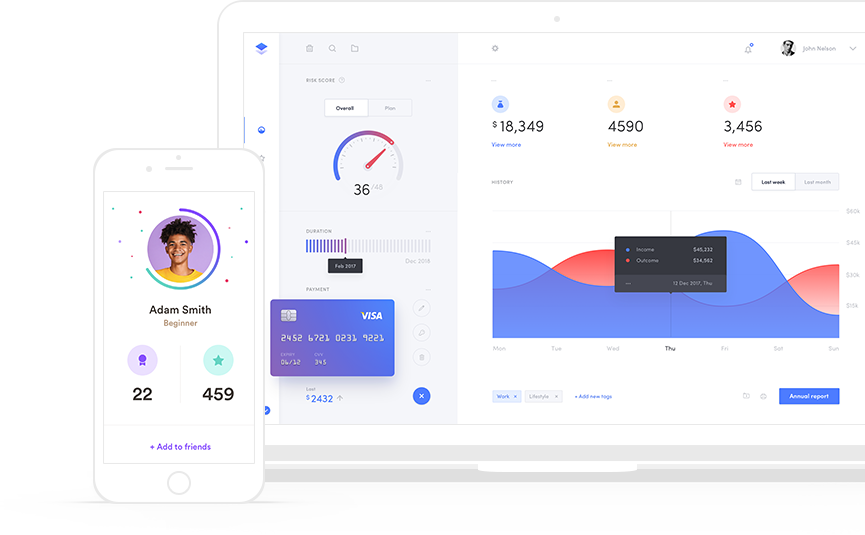 John Nelson
RISK SCORE
Overall
Plan
36/48
DURATION
Feb 2017
Dec 2018
PAYMENT
VISA
2452 6721 0231 9221
EXPIRY
CVV
06/12
345
Last
$2432
$18,349
View more
4590
View more
3,456
View more
HISTORY
Last week
Last month
$60k
$45k
$30k
$15k
Income
$45,232
Outcome
$34,582
12 Dec 2017, Thu
Mon
Tue
Wed
Thu
Fri
Sat
Sun
Work ×
Lifestyle ×
+ Add new tags
Annual report
Adam Smith
Beginner
22
459
+ Add to friends